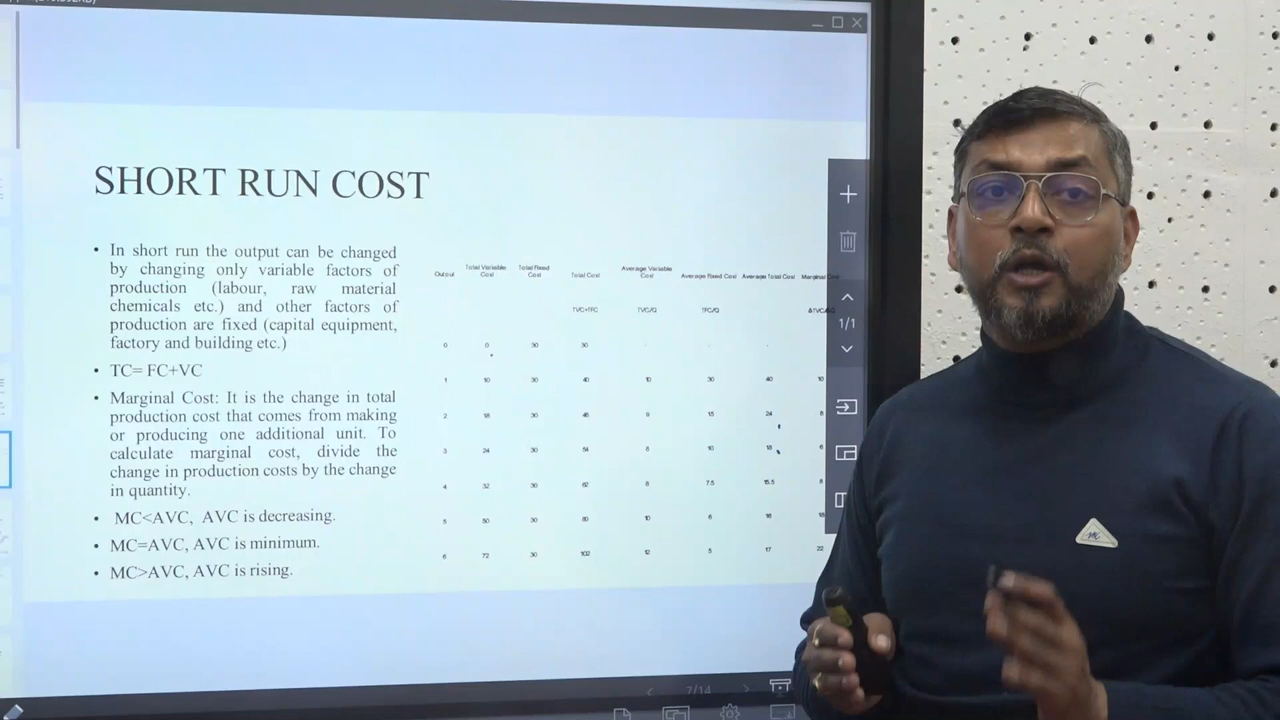 SHORT RUN COST
• In short run the output can be changed
by changing only variable factors of
production (labour, raw material
chemicals etc.) and other factors of
production are fixed (capital equipment,
factory and building etc.)
• TC= FC+VC
• Marginal Cost: It is the change in total
production cost that comes from making
or producing one additional unit. To
calculate marginal cost, divide the
change in production costs by the change
in quantity.
• MC<AVC, AVC is decreasing.
• MC=AVC, AVC is minimum.
• MC>AVC, AVC is rising.
Output Total Variable Cost Total Fixed Cost Total Cost Average Variable Cost Average Fixed Cost Average Total Cost Marginal
TVC+TFC TVC/Q TFC/Q
0 0 30 30
1 10 30 40 10 30 40 10
2 18 30 48 9 15 24 8
3 24 30 54 8 10 18 6
4 32 30 62 8 7.5 15.5 8
5 50 30 80 10 6 16 18
6 72 30 102 12 5 17 22
1/1
7/14